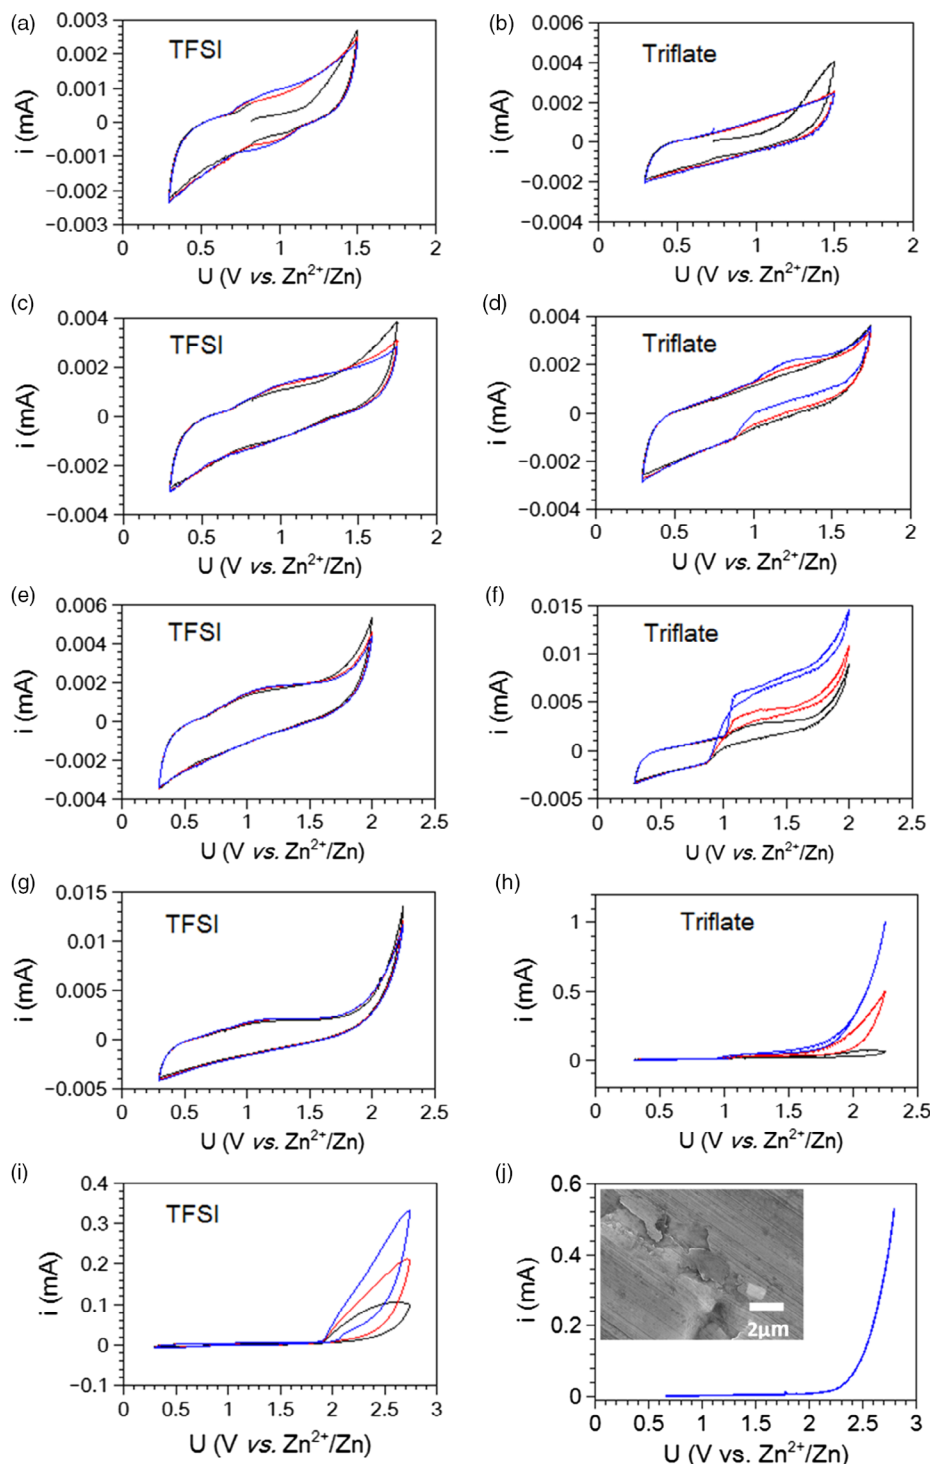 (a)
TFSI
0.003
0.002
0.001
0
−0.001
−0.002
−0.003
i (mA)
0 0.5 1 1.5 2
U (V vs. Zn²⁺/Zn)
(b)
Triflate
0.006
0.004
0.002
0
−0.002
−0.004
i (mA)
0 0.5 1 1.5 2
U (V vs. Zn²⁺/Zn)
(c)
TFSI
0.004
0.002
0
−0.002
−0.004
i (mA)
0 0.5 1 1.5 2
U (V vs. Zn²⁺/Zn)
(d)
Triflate
0.004
0.002
0
−0.002
−0.004
i (mA)
0 0.5 1 1.5 2
U (V vs. Zn²⁺/Zn)
(e)
TFSI
0.006
0.004
0.002
0
−0.002
−0.004
i (mA)
0 0.5 1 1.5 2 2.5
U (V vs. Zn²⁺/Zn)
(f)
Triflate
0.015
0.010
0.005
0
−0.005
i (mA)
0 0.5 1 1.5 2 2.5
U (V vs. Zn²⁺/Zn)
(g)
TFSI
0.015
0.010
0.005
0
−0.005
i (mA)
0 0.5 1 1.5 2 2.5
U (V vs. Zn²⁺/Zn)
(h)
Triflate
1
0.5
0
i (mA)
0 0.5 1 1.5 2 2.5
U (V vs. Zn²⁺/Zn)
(i)
TFSI
0.4
0.3
0.2
0.1
0
−0.1
i (mA)
0 0.5 1 1.5 2 2.5 3
U (V vs. Zn²⁺/Zn)
(j)
0.6
0.4
0.2
0
i (mA)
2μm
0 0.5 1 1.5 2 2.5 3
U (V vs. Zn²⁺/Zn)